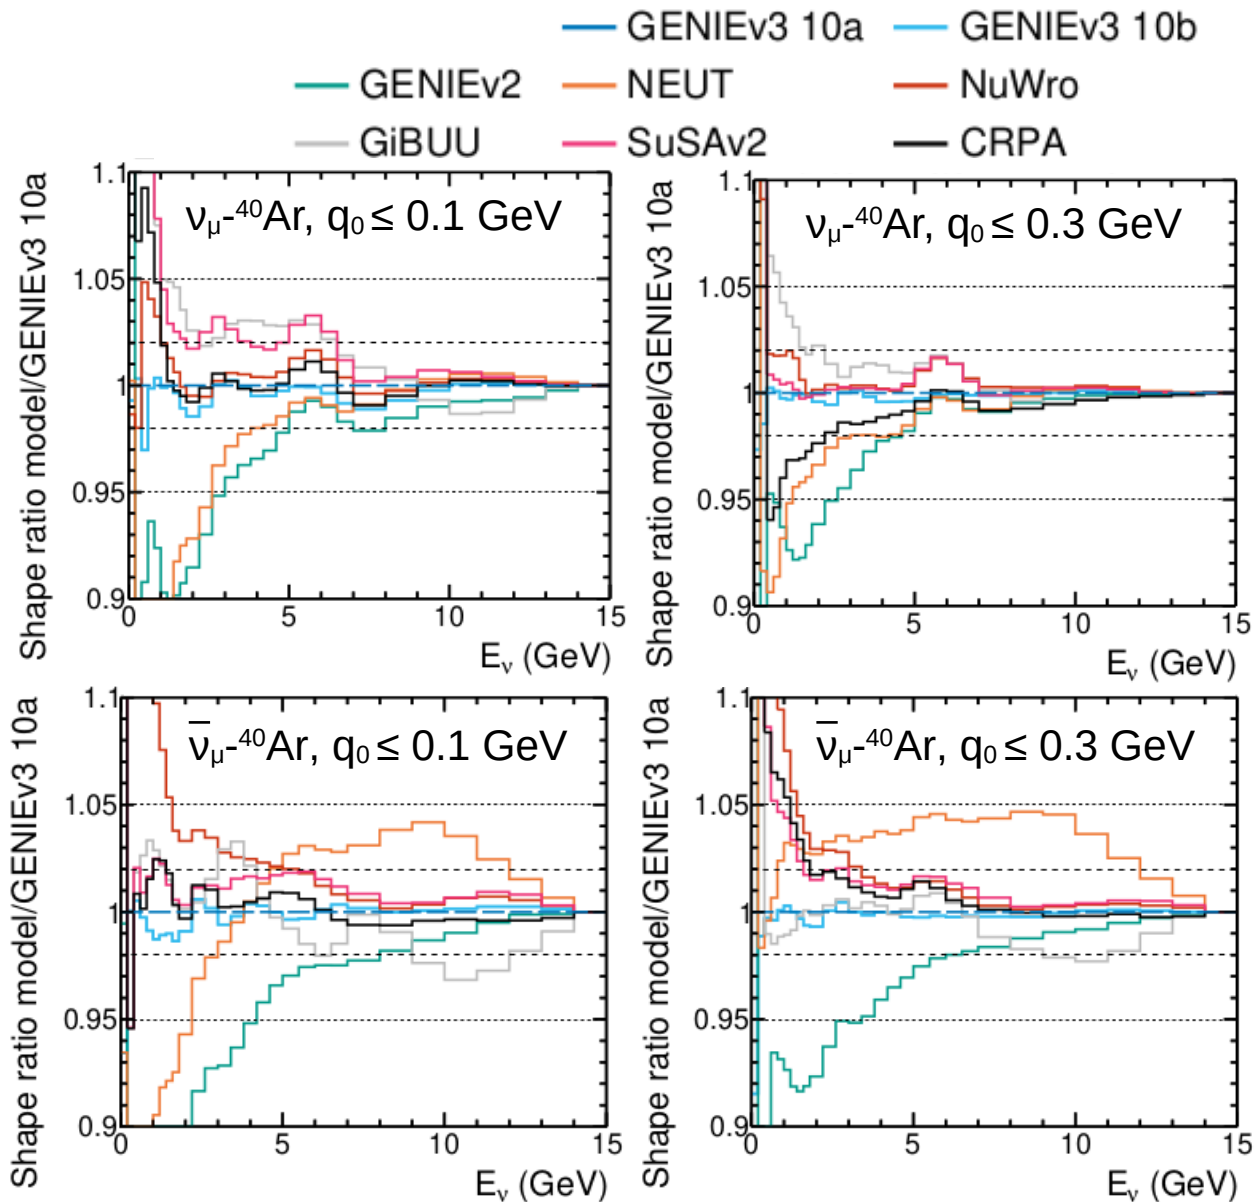 GENIEv3 10a GENIEv3 10b
GENIEv2 NEUT NuWro
GiBUU SuSAv2 CRPA
Shape ratio model/GENIEv3 10a
1.1
1.05
1
0.95
0.9
νμ-⁴⁰Ar, q₀ ≤ 0.1 GeV
0 5 10 15
Eν (GeV)
Shape ratio model/GENIEv3 10a
1.1
1.05
1
0.95
0.9
νμ-⁴⁰Ar, q₀ ≤ 0.3 GeV
0 5 10 15
Eν (GeV)
Shape ratio model/GENIEv3 10a
1.1
1.05
1
0.95
0.9
ν̅μ-⁴⁰Ar, q₀ ≤ 0.1 GeV
0 5 10 15
Eν (GeV)
Shape ratio model/GENIEv3 10a
1.1
1.05
1
0.95
0.9
ν̅μ-⁴⁰Ar, q₀ ≤ 0.3 GeV
0 5 10 15
Eν (GeV)